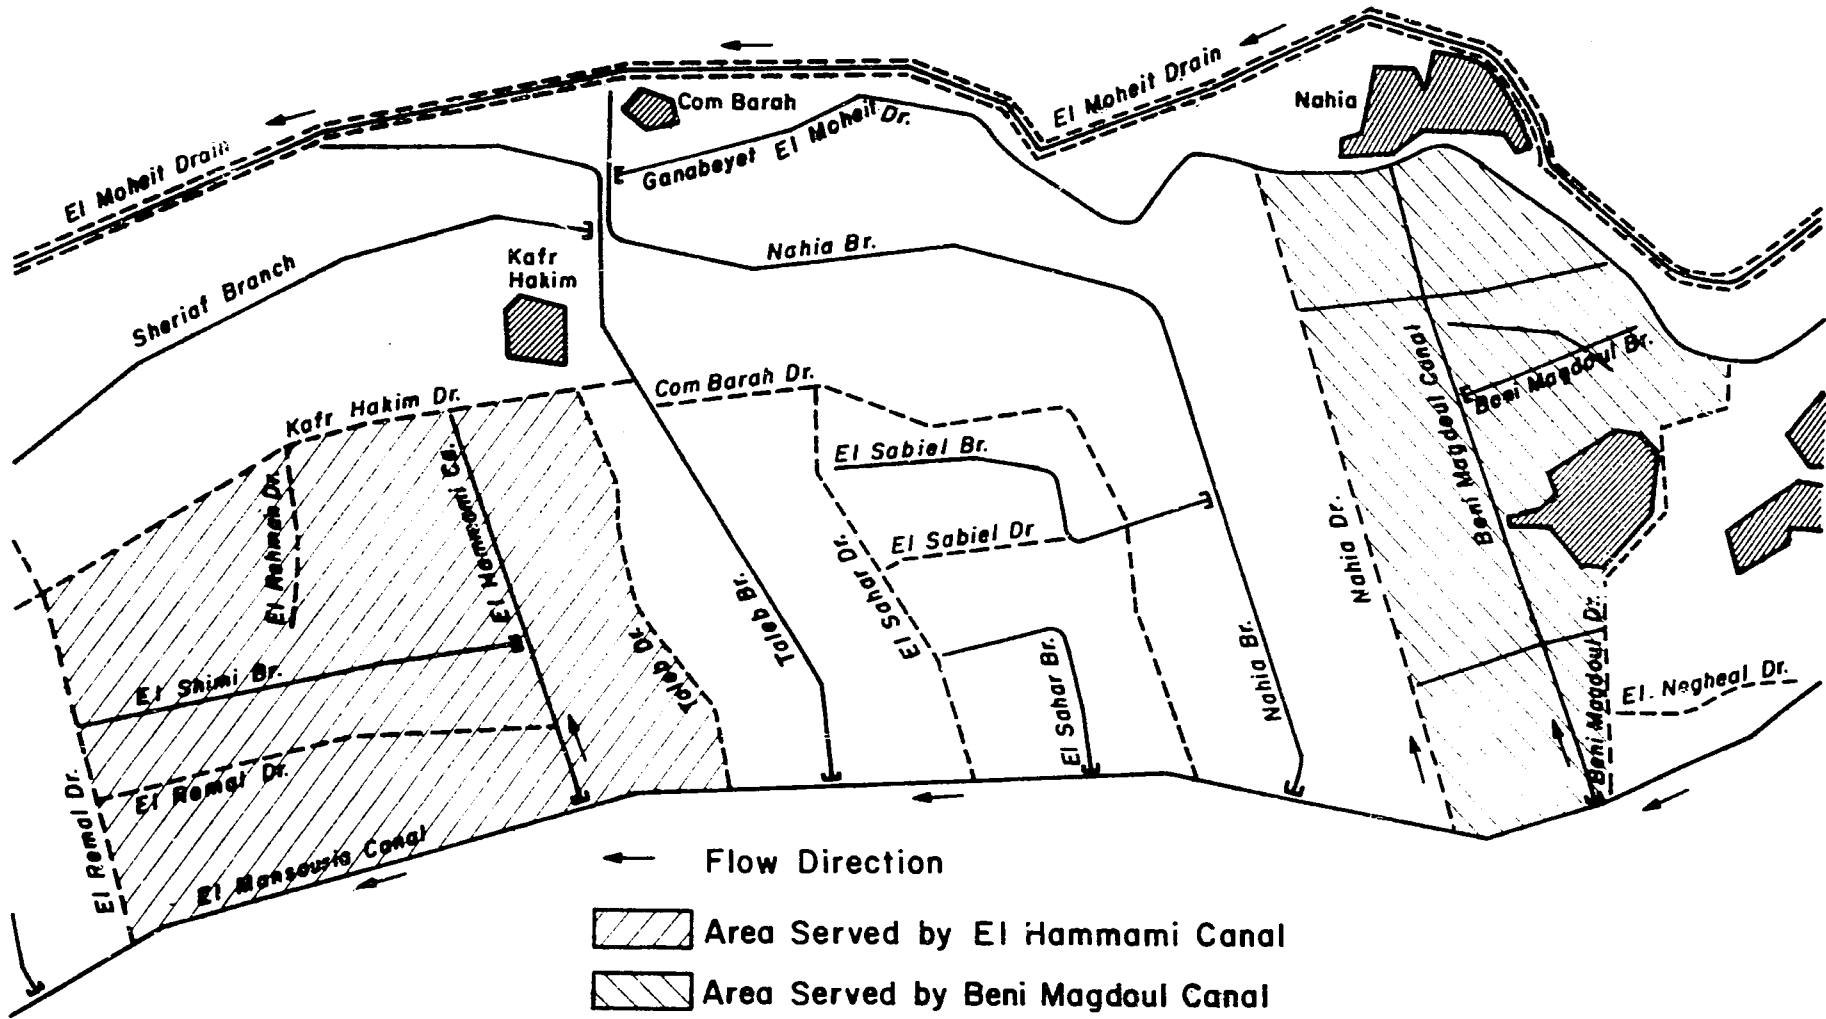 El Moheit Drain
Nahia
Com Barah
Ganabeyet El Moheit Dr.
El Moheit Drain
Nahia Br.
Kafr
Hakim
Sheriaf Branch
Com Barah Dr.
Kafr Hakim Dr.
El Sabiel Br.
El Sabiel Dr
El Rehman Dr.
El Hammami Ca.
Taleb Dr.
Taleb Br.
El Sahar Dr.
El Sahar Br.
Nahia Br.
Nahia Dr.
Beni Magdoul Canal
Beni Magdoul Br.
Beni Magdoul Dr.
El. Negheal Dr.
El Shimi Br.
El Remal Dr.
El Remal Dr.
El Mansousia Canal
Flow Direction
Area Served by El Hammami Canal
Area Served by Beni Magdoul Canal